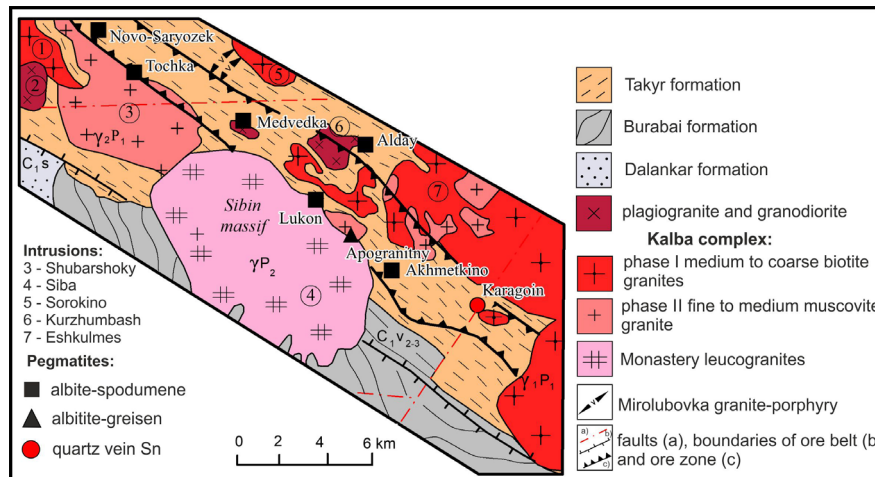 Novo-Saryozek
Tochka
1
2
3
γ₂P₁
5
Medvedka
6
Alday
7
C₁s
Sibin
massif
Lukon
γP₂
4
Apogranitny
Akhmetkino
Karagoin
C₁v₂₋₃
γ₁P₁
Intrusions:
3 - Shubarshoky
4 - Siba
5 - Sorokino
6 - Kurzhumbash
7 - Eshkulmes
Pegmatites:
albite-spodumene
albitite-greisen
quartz vein Sn
0 2 4 6 km
Takyr formation
Burabai formation
Dalankar formation
plagiogranite and granodiorite
Kalba complex:
phase I medium to coarse biotite
granites
phase II fine to medium muscovite
granite
Monastery leucogranites
v
Mirolubovka granite-porphyry
a) b)
c)
faults (a), boundaries of ore belt (b
and ore zone (c)